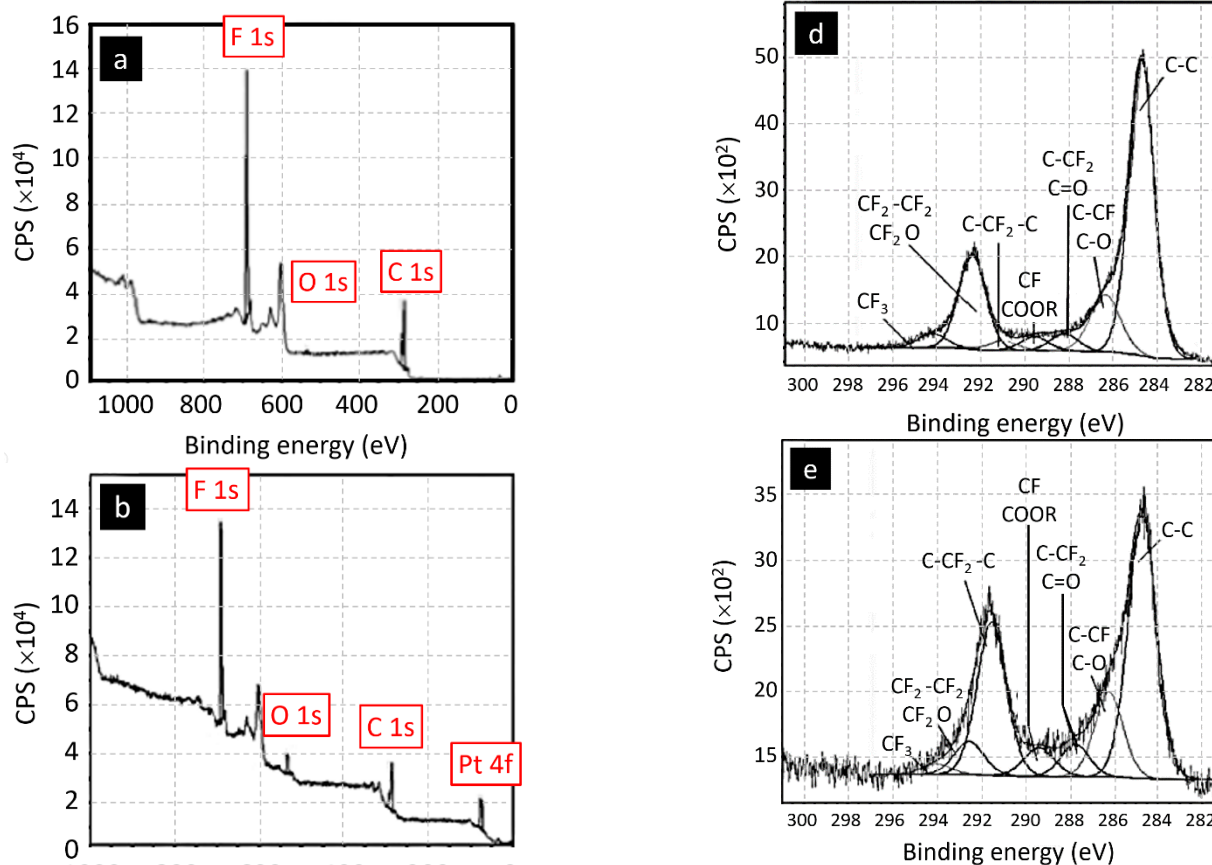 a
F 1s
O 1s
C 1s
CPS (×10⁴)
16
14
12
10
8
6
4
2
0
1000 800 600 400 200 0
Binding energy (eV)
b
F 1s
O 1s
C 1s
Pt 4f
CPS (×10⁴)
14
12
10
8
6
4
2
0
d
C-C
C-CF₂
C=O
C-CF
C-O
CF₂-CF₂
CF₂ O
C-CF₂-C
CF
COOR
CF₃
CPS (×10²)
50
40
30
20
10
300 298 296 294 292 290 288 286 284 282
Binding energy (eV)
e
CF
COOR
C-C
C-CF₂-C
C-CF₂
C=O
C-CF
C-O
CF₂-CF₂
CF₂ O
CF₃
CPS (×10²)
35
30
25
20
15
300 298 296 294 291 289 287 285 284 282
Binding energy (eV)